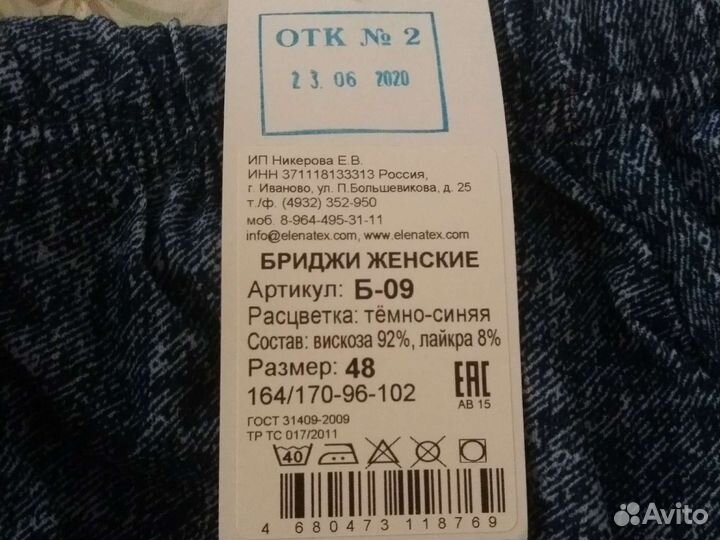 ОТК № 2
23. 06 2020
ИП Никерова Е.В.
ИНН 371118133313 Россия,
г. Иваново, ул. П.Большевикова, д. 25
т./ф. (4932) 352-950
моб. 8-964-495-31-11
info@elenatex.com, www.elenatex.com
БРИДЖИ ЖЕНСКИЕ
Артикул: Б-09
Расцветка: тёмно-синяя
Состав: вискоза 92%, лайкра 8%
Размер: 48
164/170-96-102
EAC
АВ 15
ГОСТ 31409-2009
ТР ТС 017/2011
40
4 680473 118769
Avito